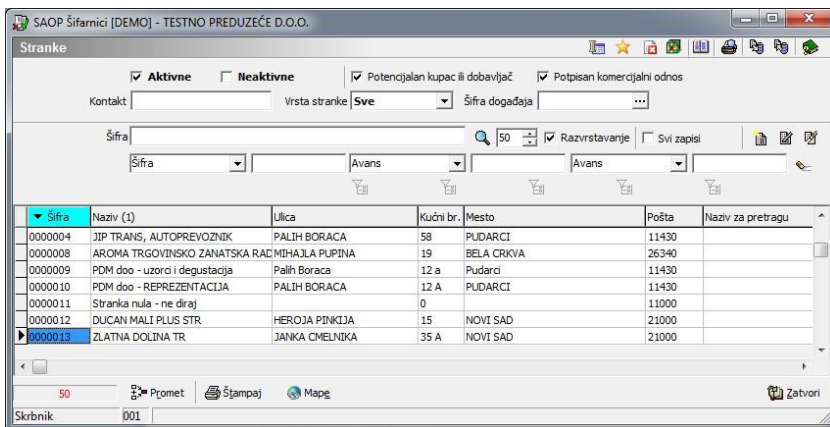 SAOP Šifarnici [DEMO] - TESTNO PREDUZEĆE D.O.O.
Stranke
Aktivne Neaktivne Potencijalan kupac ili dobavljač Potpisan komercijalni odnos
Kontakt Vrsta stranke Sve Šifra događaja ...
Šifra 50 Razvrstavanje Svi zapisi
Šifra Avans Avans
Šifra Naziv (1) Ulica Kućni br. Mesto Pošta Naziv za pretragu
0000004 JIP TRANS, AUTOPREVOZNIK PALIH BORACA 58 PUDARCI 11430
0000008 AROMA TRGOVINSKO ZANATSKA RAD MIHAJLA PUPINA 19 BELA CRKVA 26340
0000009 PDM doo - uzorci i degustacija Palih Boraca 12 a Pudarci 11430
0000010 PDM doo - REPREZENTACIJA PALIH BORACA 12 A PUDARCI 11430
0000011 Stranka nula - ne diraj 0 11000
0000012 DUCAN MALI PLUS STR HEROJA PINKIJA 15 NOVI SAD 21000
0000013 ZLATNA DOLINA TR JANKA CMELNIKA 35 A NOVI SAD 21000
50 Promet Štampaj Mape Zatvori
Skrbnik 001